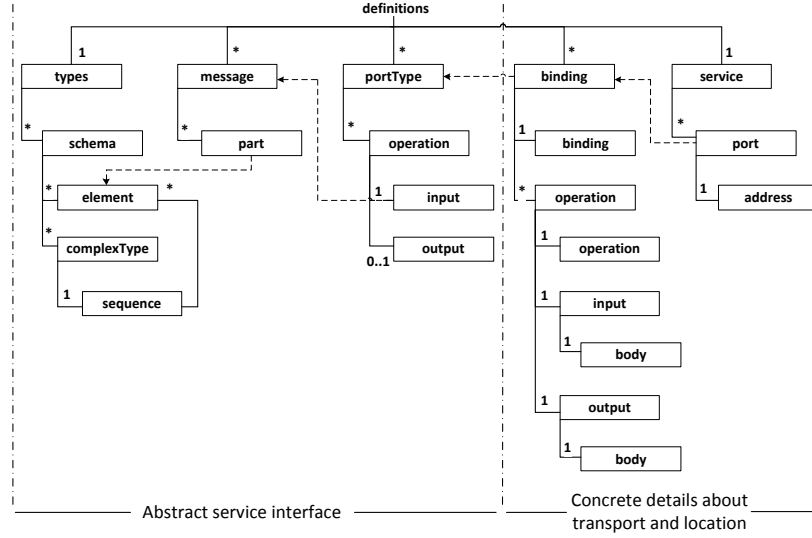 definitions
1
*
*
*
1
types
message
portType
binding
service
*
*
*
1
*
schema
part
operation
binding
port
*
*
1
*
1
element
input
operation
address
*
complexType
0..1
output
1
operation
1
sequence
1
input
1
body
1
output
1
body
Abstract service interface
Concrete details about
transport and location